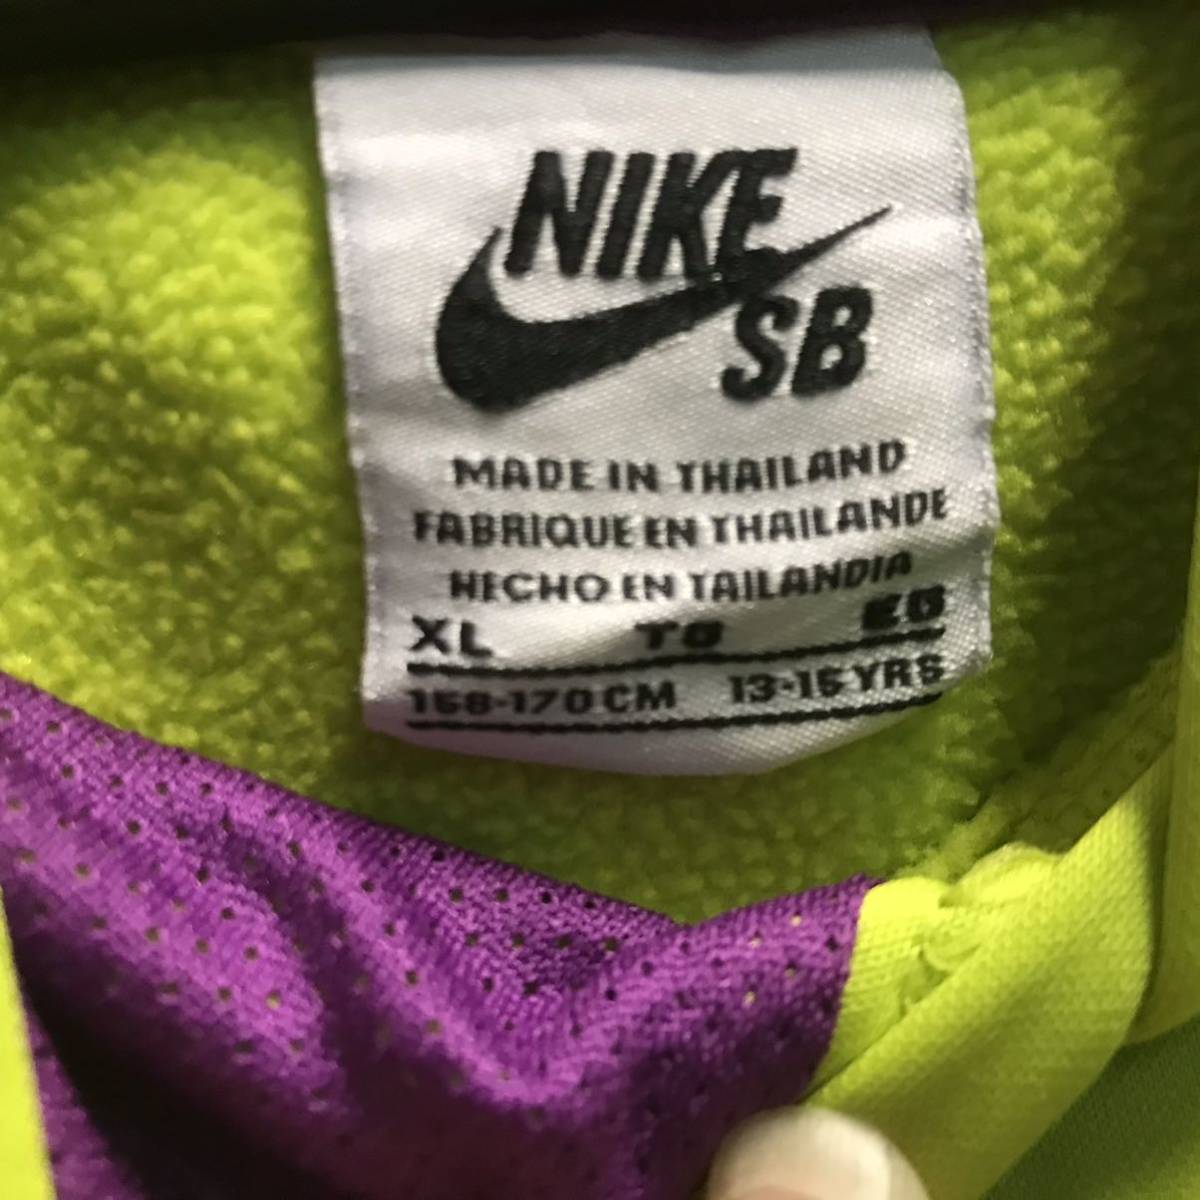 NIKE
SB
MADE IN THAILAND
FABRIQUE EN THAILANDE
HECHO EN TAILANDIA
XL TG EG
158-170 CM 13-15 YRS